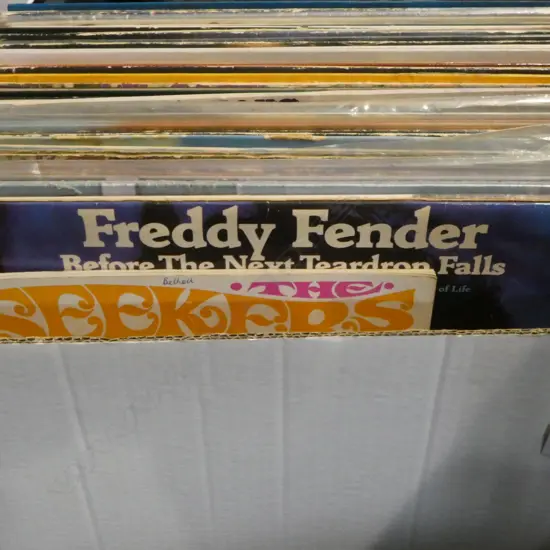 Freddy Fender
Before The Next Teardrop Falls
of Life
THE
SEEKERS